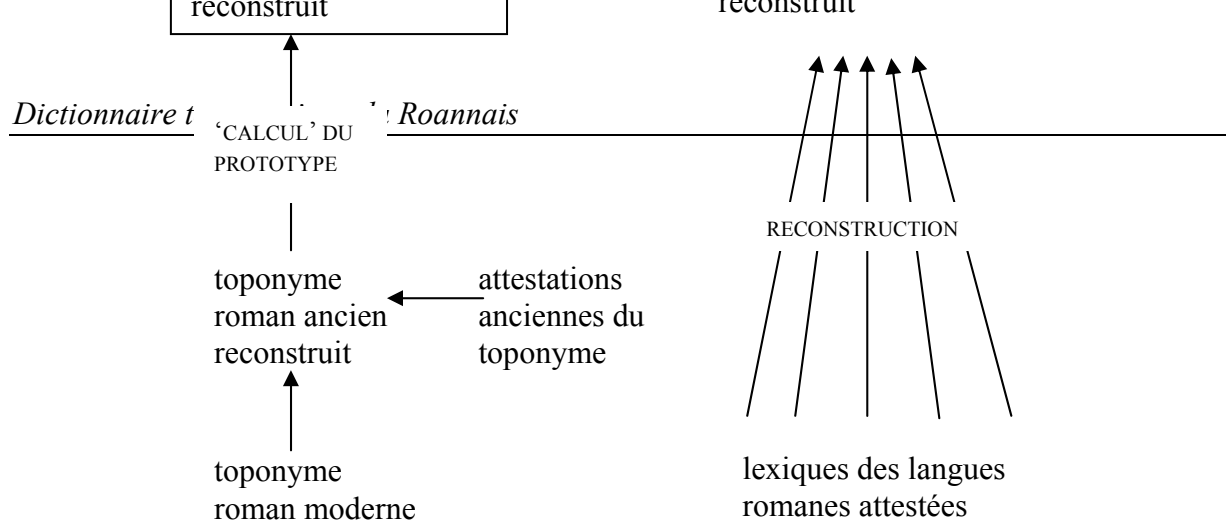 reconstruit
reconstruit
Dictionnaire t Roannais
‘CALCUL’ DU
PROTOTYPE
RECONSTRUCTION
toponyme
roman ancien
reconstruit
attestations
anciennes du
toponyme
toponyme
roman moderne
lexiques des langues
romanes attestées